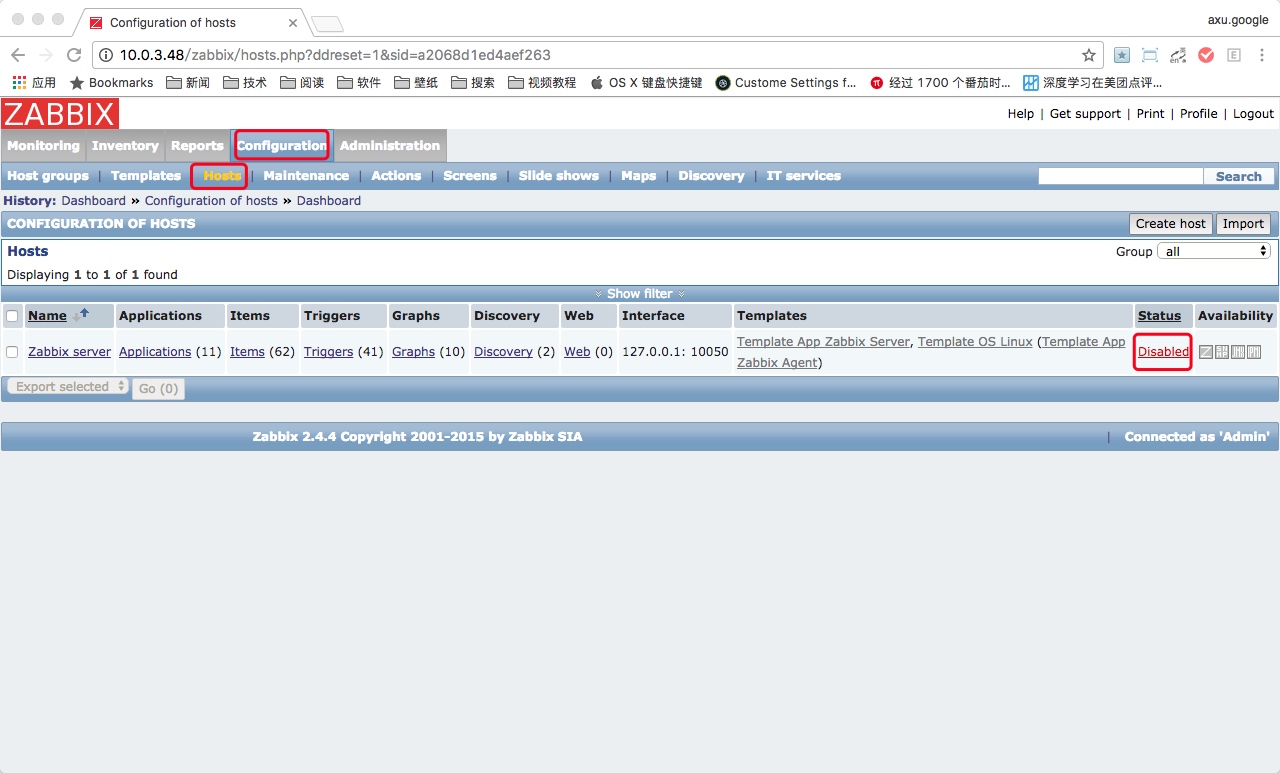 Configuration of hosts
axu.google
10.0.3.48/zabbix/hosts.php?ddreset=1&sid=a2068d1ed4aef263
应用 Bookmarks 新闻 技术 阅读 软件 壁纸 搜索 视频教程 OS X 键盘快捷键 Custome Settings f... 经过 1700 个番茄时... 深度学习在美团点评...
ZABBIX
Help | Get support | Print | Profile | Logout
Monitoring Inventory Reports Configuration Administration
Host groups | Templates | Hosts | Maintenance | Actions | Screens | Slide shows | Maps | Discovery | IT services Search
History: Dashboard » Configuration of hosts » Dashboard
CONFIGURATION OF HOSTS Create host Import
Hosts Group all
Displaying 1 to 1 of 1 found
Show filter
Name Applications Items Triggers Graphs Discovery Web Interface Templates Status Availability
Zabbix server Applications (11) Items (62) Triggers (41) Graphs (10) Discovery (2) Web (0) 127.0.0.1: 10050 Template App Zabbix Server, Template OS Linux (Template App Disabled
Zabbix Agent)
Export selected Go (0)
Zabbix 2.4.4 Copyright 2001-2015 by Zabbix SIA | Connected as 'Admin'